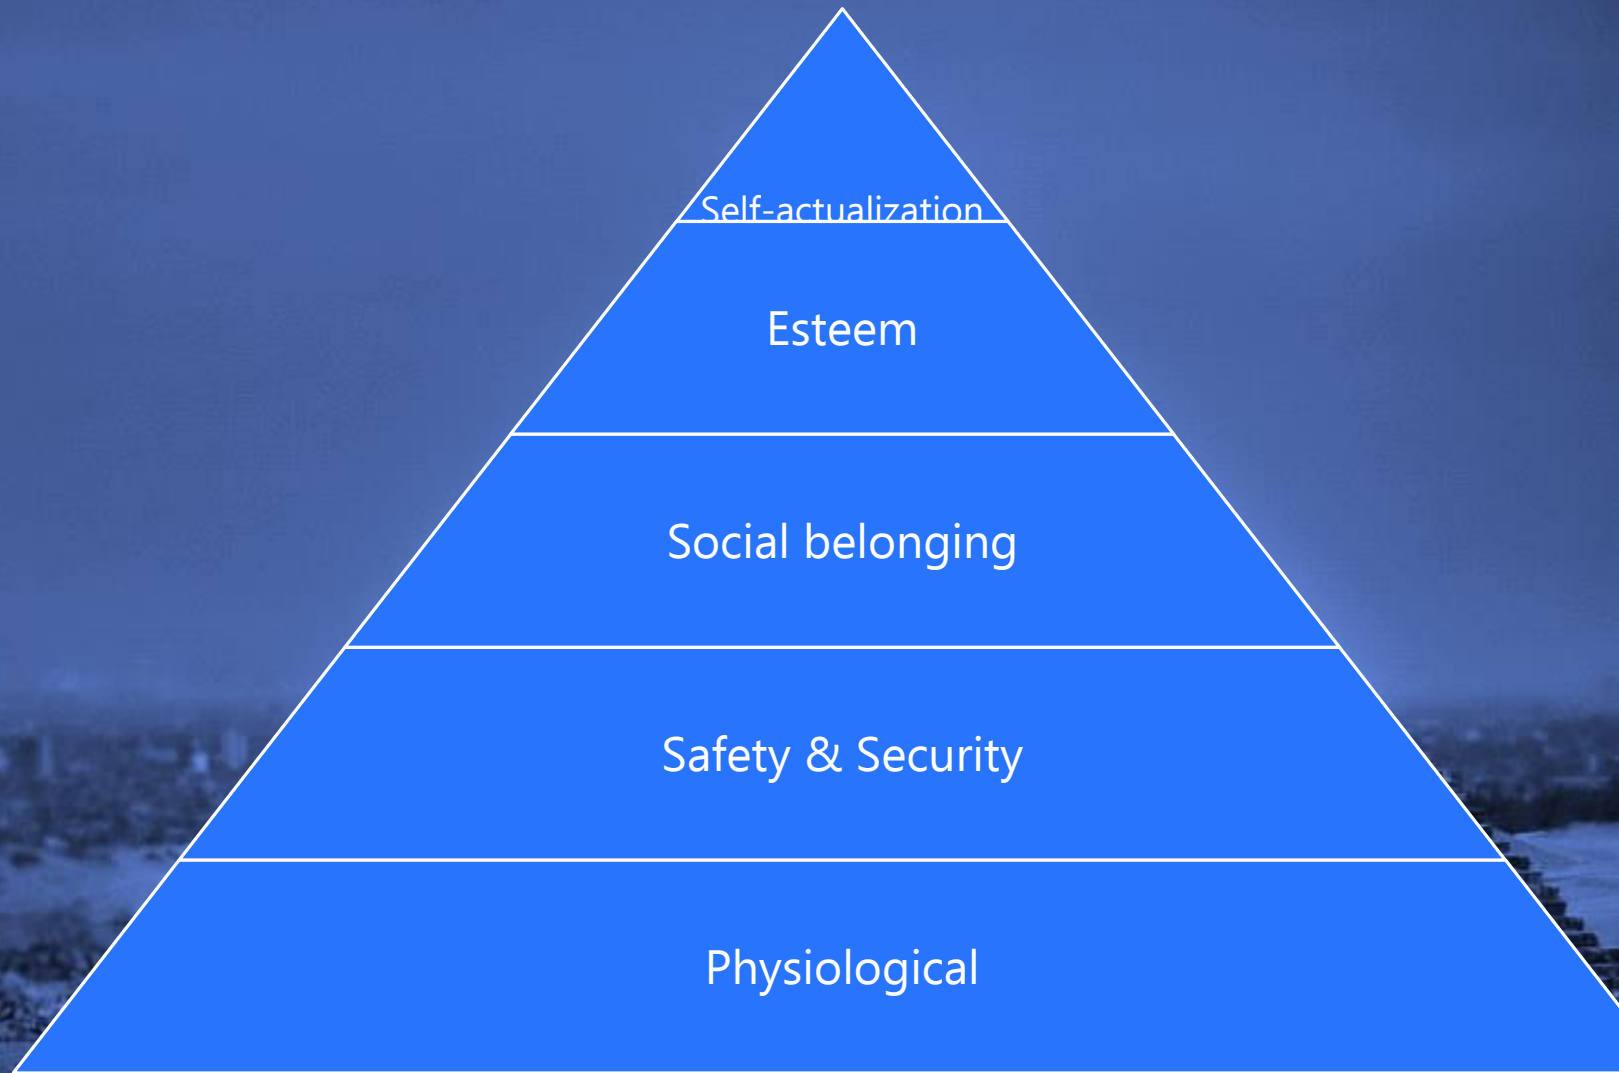 Self-actualization
Esteem
Social belonging
Safety & Security
Physiological